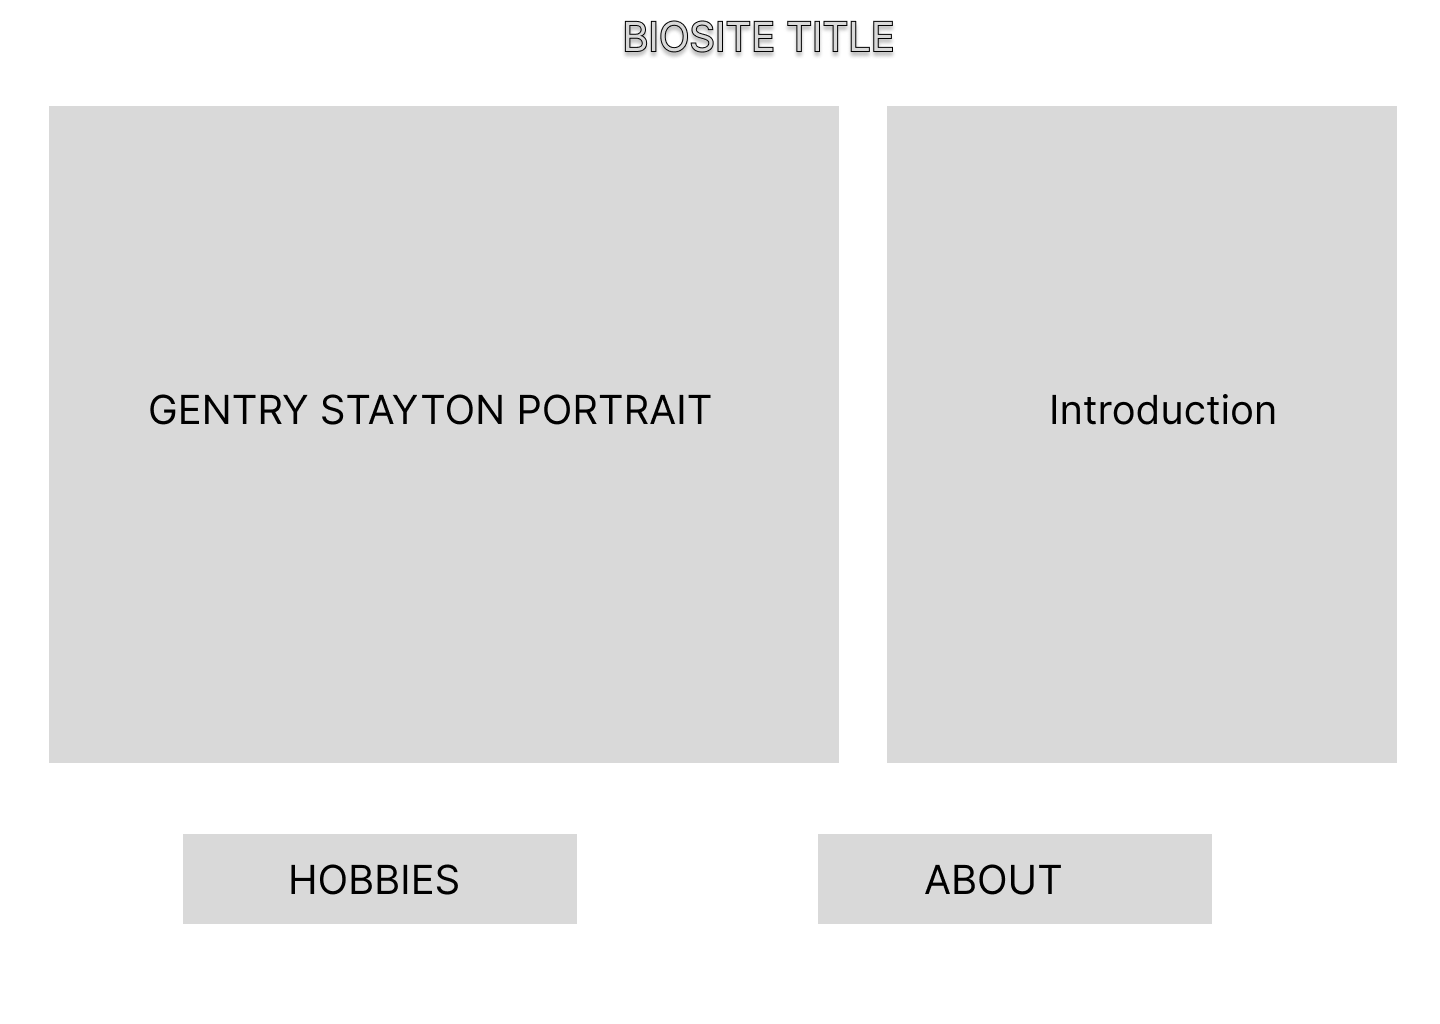 BIOSITE TITLE
GENTRY STAYTON PORTRAIT
Introduction
HOBBIES
ABOUT